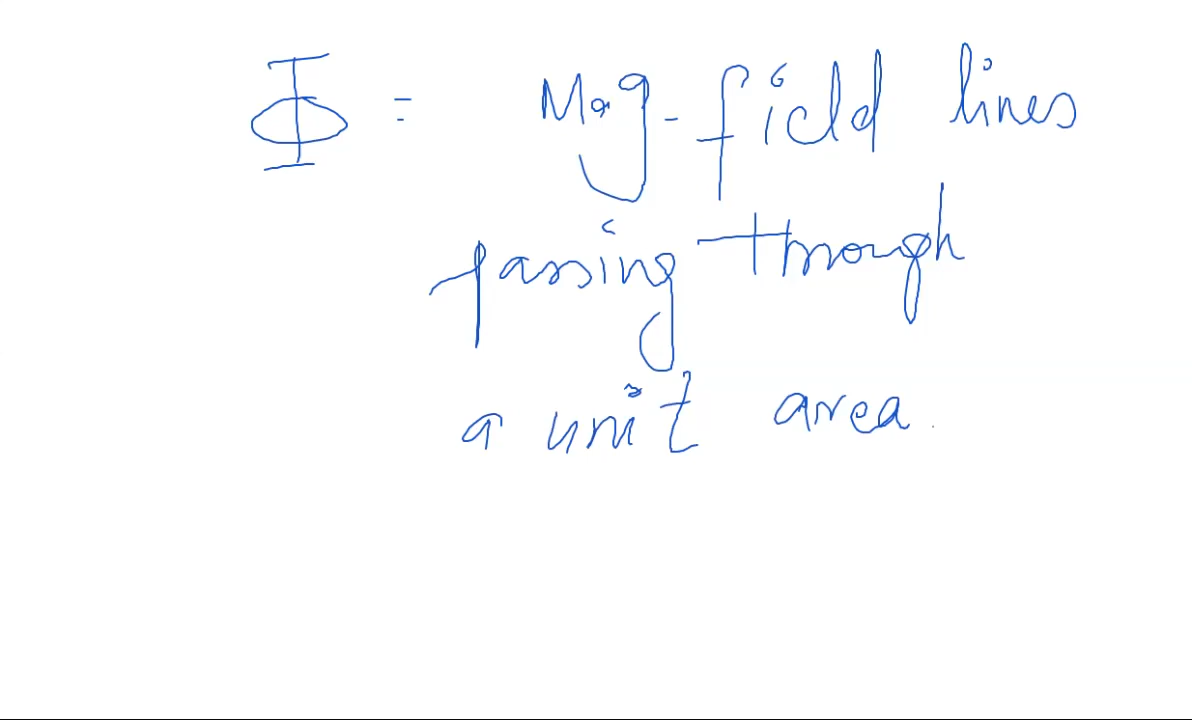 Φ = Mag-field lines
passing through
a unit area.